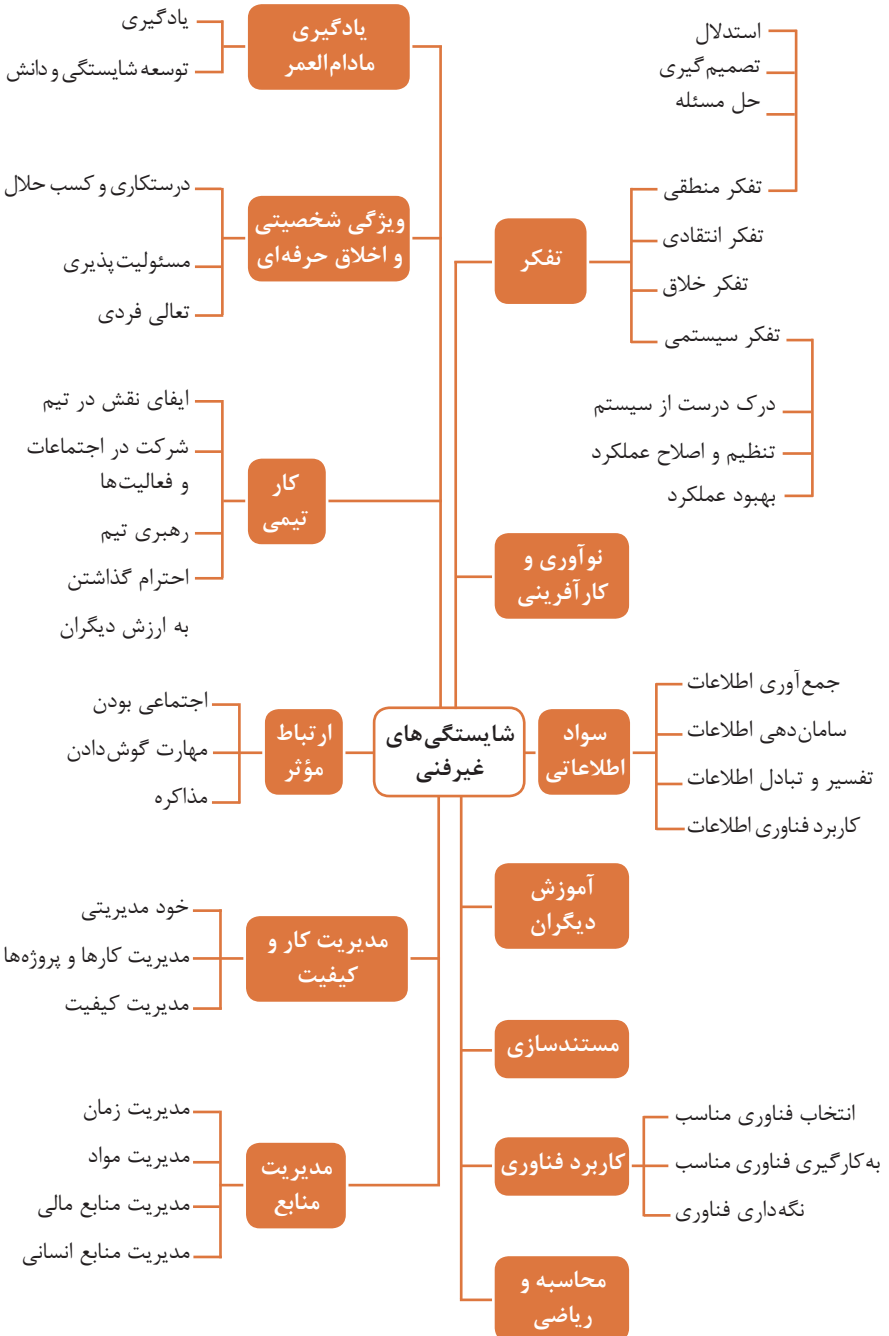 استدلال
تصمیم‌گیری
حل مسئله
تفکر منطقی
تفکر انتقادی
تفکر خلاق
تفکر سیستمی
درک درست از سیستم
تنظیم و اصلاح عملکرد
بهبود عملکرد
تفکر
نوآوری و
کارآفرینی
جمع‌آوری اطلاعات
سامان‌دهی اطلاعات
تفسیر و تبادل اطلاعات
کاربرد فناوری اطلاعات
سواد
اطلاعاتی
آموزش
دیگران
مستندسازی
انتخاب فناوری مناسب
به‌کارگیری فناوری مناسب
نگه‌داری فناوری
کاربرد فناوری
محاسبه و
ریاضی
شایستگی‌های
غیرفنی
یادگیری
مادام‌العمر
یادگیری
توسعه شایستگی و دانش
ویژگی شخصیتی
و اخلاق حرفه‌ای
درستکاری و کسب حلال
مسئولیت‌پذیری
تعالی فردی
کار
تیمی
ایفای نقش در تیم
شرکت در اجتماعات
و فعالیت‌ها
رهبری تیم
احترام گذاشتن
به ارزش دیگران
ارتباط
مؤثر
اجتماعی بودن
مهارت گوش‌دادن
مذاکره
مدیریت کار و
کیفیت
خود مدیریتی
مدیریت کارها و پروژه‌ها
مدیریت کیفیت
مدیریت
منابع
مدیریت زمان
مدیریت مواد
مدیریت منابع مالی
مدیریت منابع انسانی